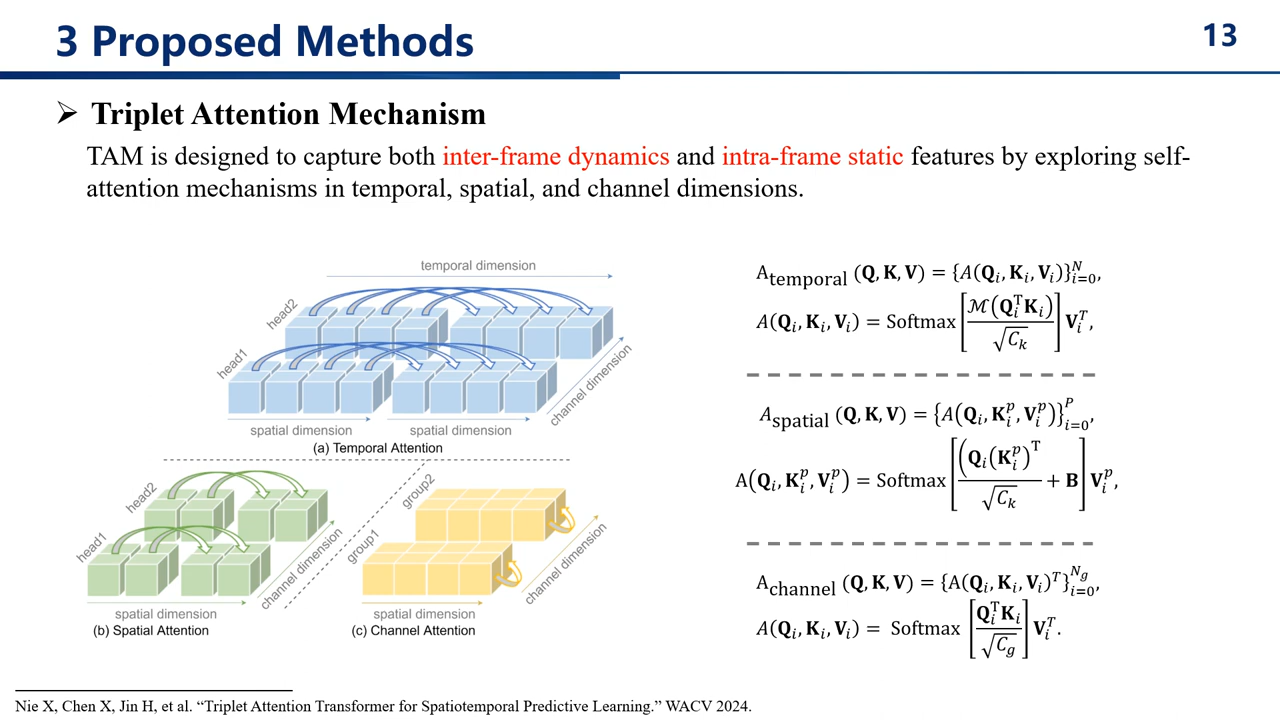 3 Proposed Methods
13
➢ Triplet Attention Mechanism
TAM is designed to capture both inter-frame dynamics and intra-frame static features by exploring self-
attention mechanisms in temporal, spatial, and channel dimensions.
temporal dimension
head2
head1
channel dimension
spatial dimension
spatial dimension
(a) Temporal Attention
head2
head1
channel dimension
spatial dimension
(b) Spatial Attention
group2
group1
channel dimension
spatial dimension
(c) Channel Attention
A_temporal (Q, K, V) = {A(Q_i, K_i, V_i)}_{i=0}^N,
A(Q_i, K_i, V_i) = Softmax [ℳ(Q_i^T K_i) / √C_k] V_i^T,
A_spatial (Q, K, V) = {A(Q_i, K_i^p, V_i^p)}_{i=0}^P,
A(Q_i, K_i^p, V_i^p) = Softmax [(Q_i(K_i^p)^T / √C_k + B] V_i^p,
A_channel (Q, K, V) = {A(Q_i, K_i, V_i)^T}_{i=0}^{N_g},
A(Q_i, K_i, V_i) = Softmax [Q_i^T K_i / √C_g] V_i^T.
Nie X, Chen X, Jin H, et al. “Triplet Attention Transformer for Spatiotemporal Predictive Learning.” WACV 2024.